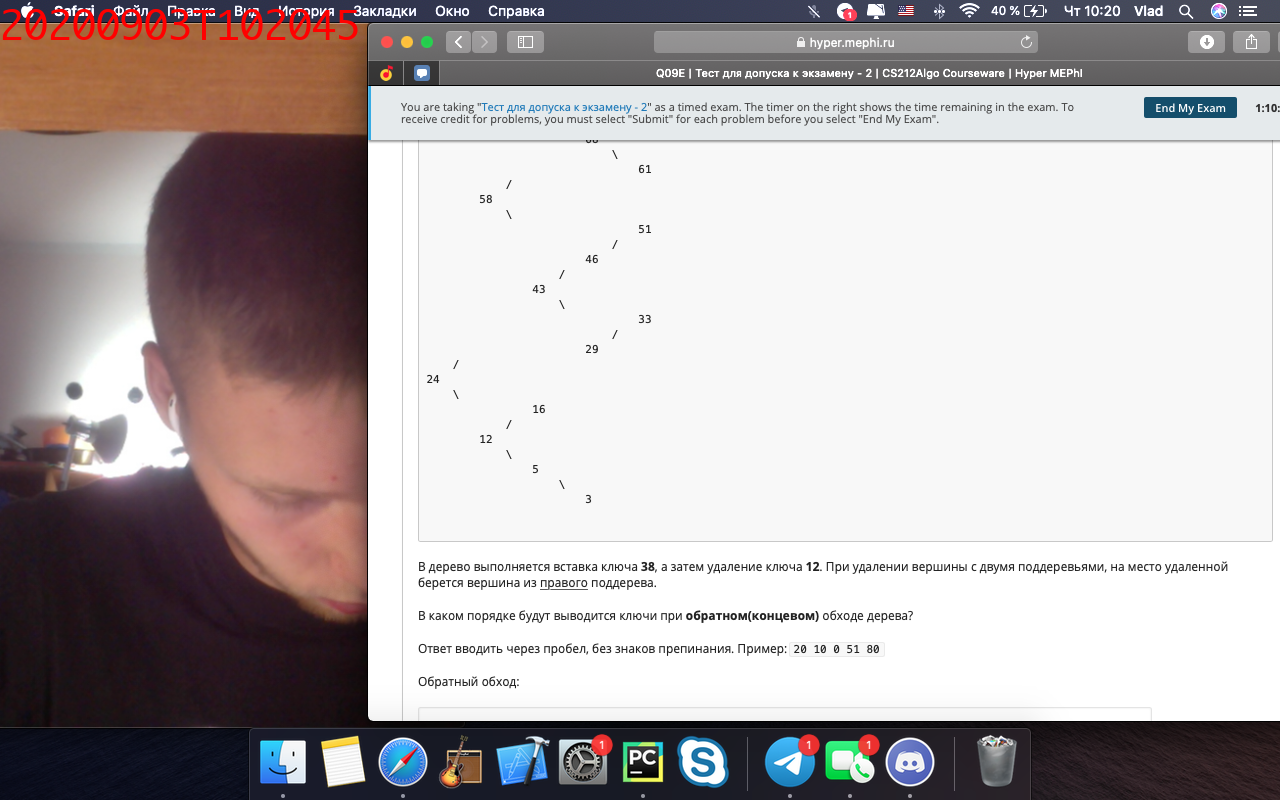 20200903T102045
Safari Файл Правка Вид История Закладки Окно Справка
1 40 % Чт 10:20 Vlad
hyper.mephi.ru
Q09E | Тест для допуска к экзамену - 2 | CS212Algo Courseware | Hyper MEPhI
You are taking "Тест для допуска к экзамену - 2" as a timed exam. The timer on the right shows the time remaining in the exam. To
receive credit for problems, you must select "Submit" for each problem before you select "End My Exam".
End My Exam
1:10:
\
61
/
58
\
51
/
46
/
43
\
33
/
29
/
24
\
16
/
12
\
5
\
3
В дерево выполняется вставка ключа 38, а затем удаление ключа 12. При удалении вершины с двумя поддеревьями, на место удаленной
берется вершина из правого поддерева.
В каком порядке будут выводится ключи при обратном(концевом) обходе дерева?
Ответ вводить через пробел, без знаков препинания. Пример: 20 10 0 51 80
Обратный обход:
1 PC 1 1